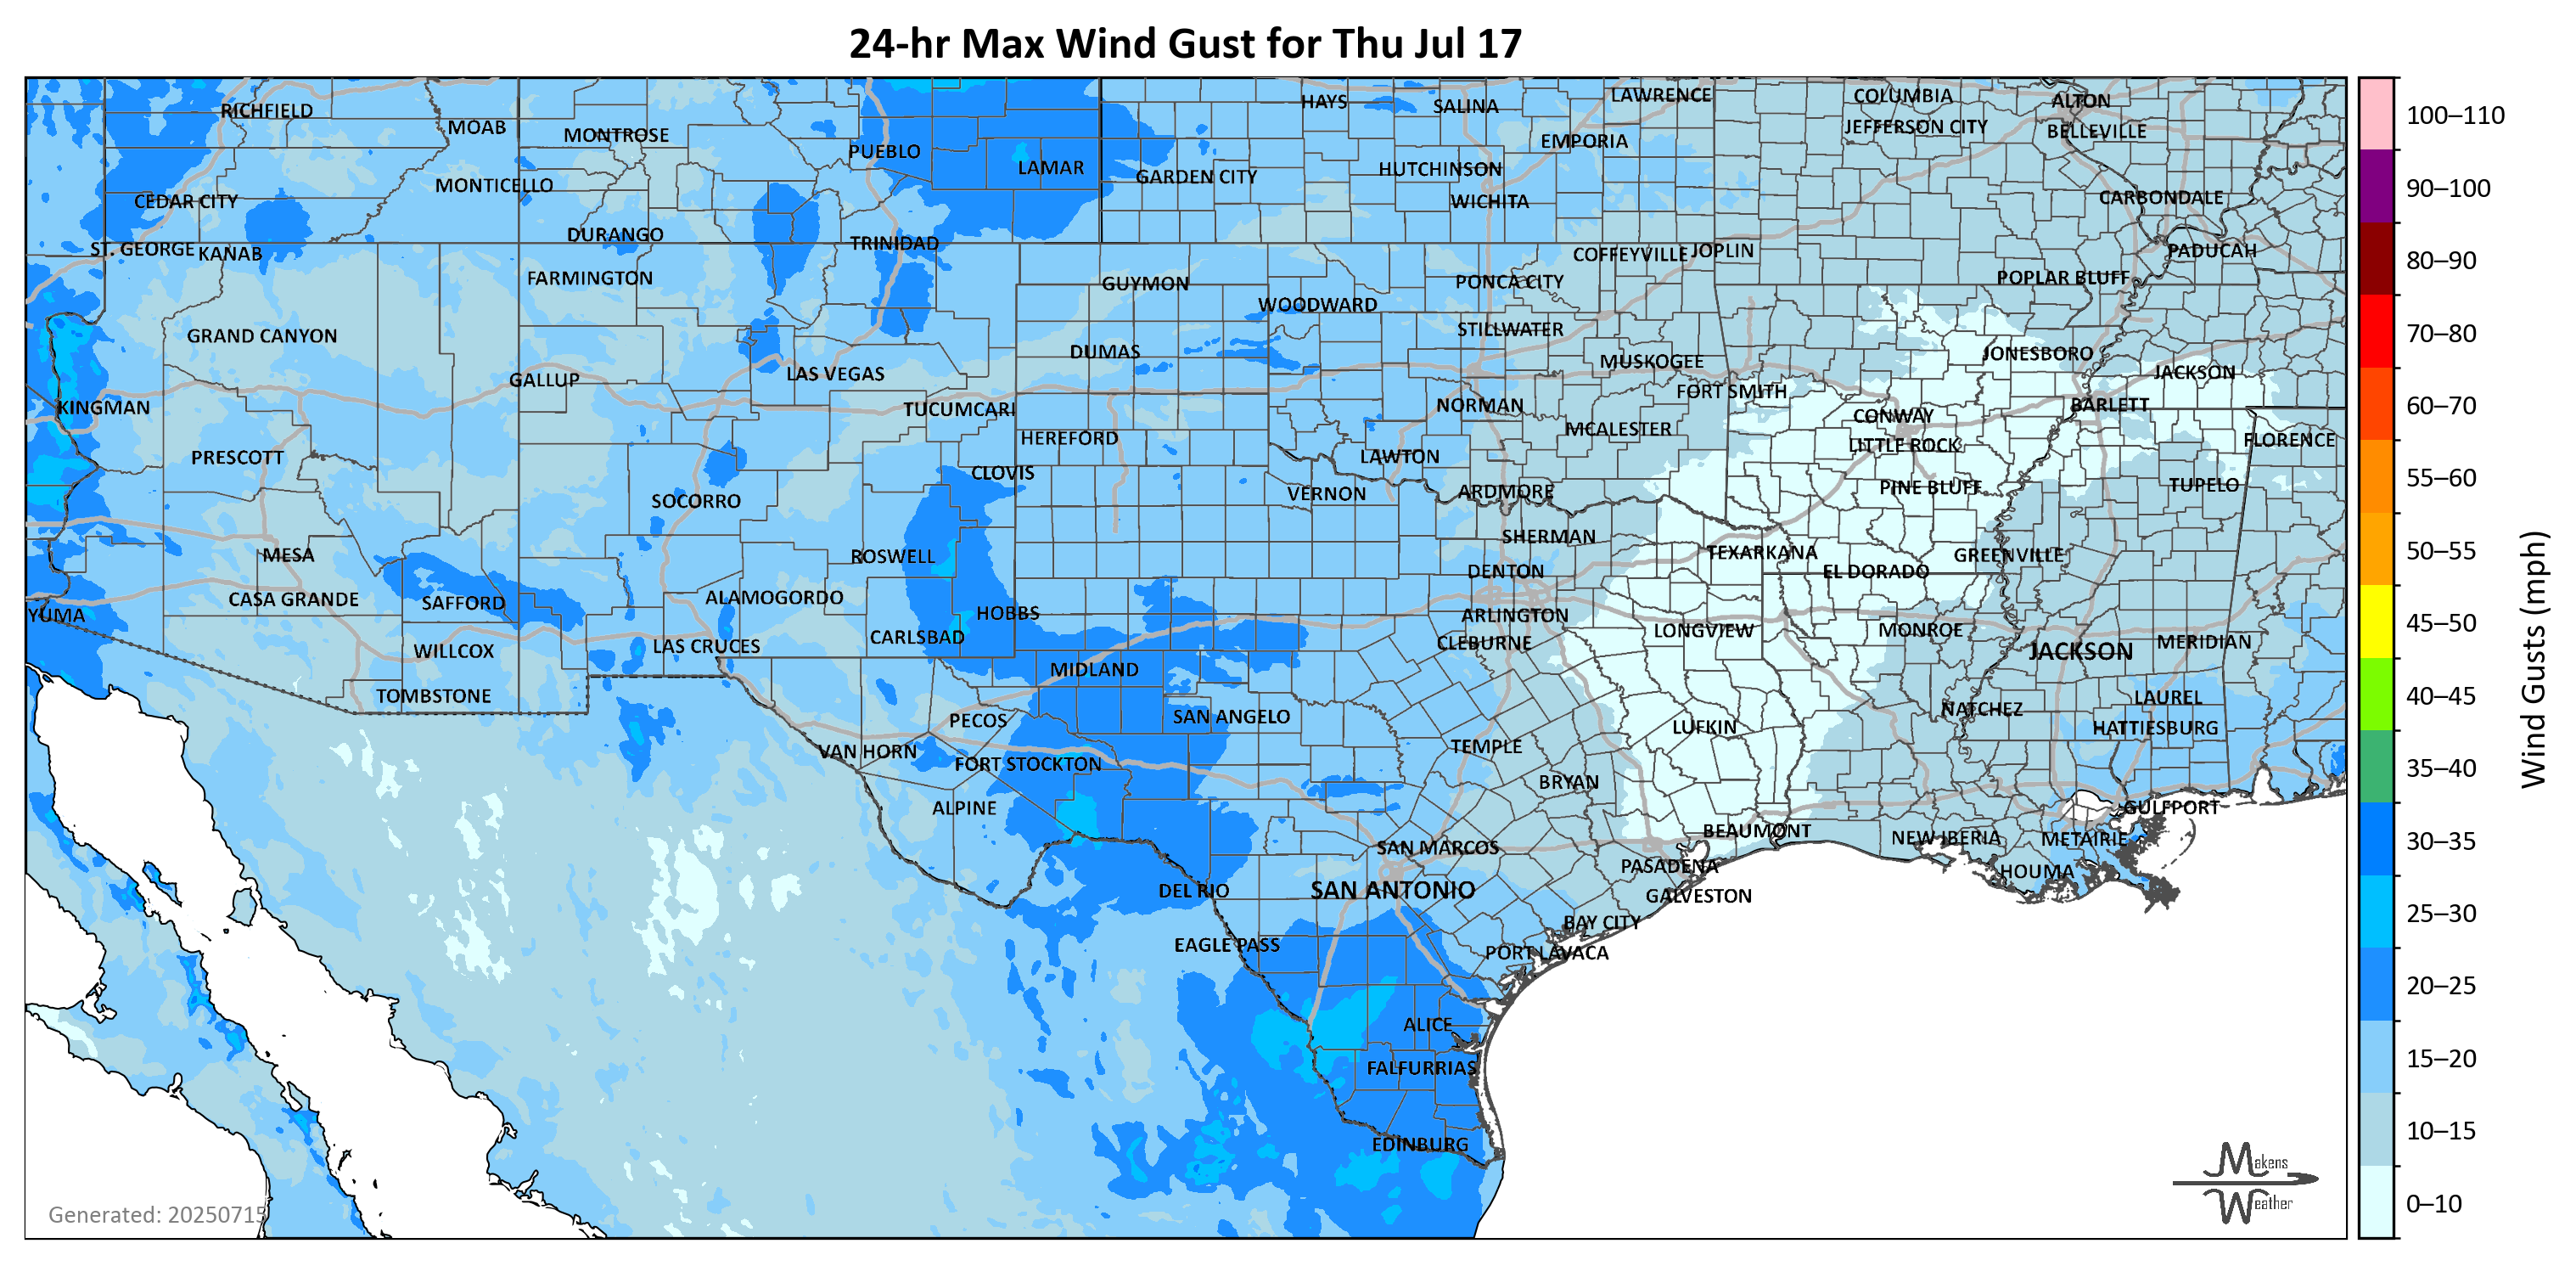 24-hr Max Wind Gust for Thu Jul 17
RICHFIELD
MOAB
MONTROSE
PUEBLO
LAMAR
HAYS
SALINA
LAWRENCE
COLUMBIA
ALTON
EMPORIA
JEFFERSON CITY
BELLEVILLE
GARDEN CITY
HUTCHINSON
CEDAR CITY
MONTICELLO
WICHITA
CARBONDALE
ST. GEORGE
KANAB
DURANGO
TRINIDAD
COFFEYVILLE
JOPLIN
PADUCAH
FARMINGTON
GUYMON
PONCA CITY
POPLAR BLUFF
WOODWARD
GRAND CANYON
STILLWATER
DUMAS
MUSKOGEE
JONESBORO
GALLUP
LAS VEGAS
FORT SMITH
JACKSON
KINGMAN
TUCUMCARI
NORMAN
CONWAY
BARLETT
HEREFORD
MCALESTER
LITTLE ROCK
FLORENCE
PRESCOTT
CLOVIS
LAWTON
SOCORRO
VERNON
ARDMORE
PINE BLUFF
TUPELO
MESA
ROSWELL
SHERMAN
TEXARKANA
GREENVILLE
DENTON
EL DORADO
YUMA
CASA GRANDE
SAFFORD
ALAMOGORDO
HOBBS
ARLINGTON
WILLCOX
LAS CRUCES
CARLSBAD
CLEBURNE
LONGVIEW
MONROE
JACKSON
MERIDIAN
TOMBSTONE
MIDLAND
PECOS
SAN ANGELO
NATCHEZ
LAUREL
LUFKIN
HATTIESBURG
VAN HORN
FORT STOCKTON
TEMPLE
ALPINE
BRYAN
GULFPORT
SAN MARCOS
BEAUMONT
NEW IBERIA
METAIRIE
DEL RIO
SAN ANTONIO
PASADENA
HOUMA
GALVESTON
EAGLE PASS
BAY CITY
PORT LAVACA
ALICE
FALFURRIAS
EDINBURG
Generated: 20250715
Makens
Weather
100–110
90–100
80–90
70–80
60–70
55–60
50–55
45–50
40–45
35–40
30–35
25–30
20–25
15–20
10–15
0–10
Wind Gusts (mph)